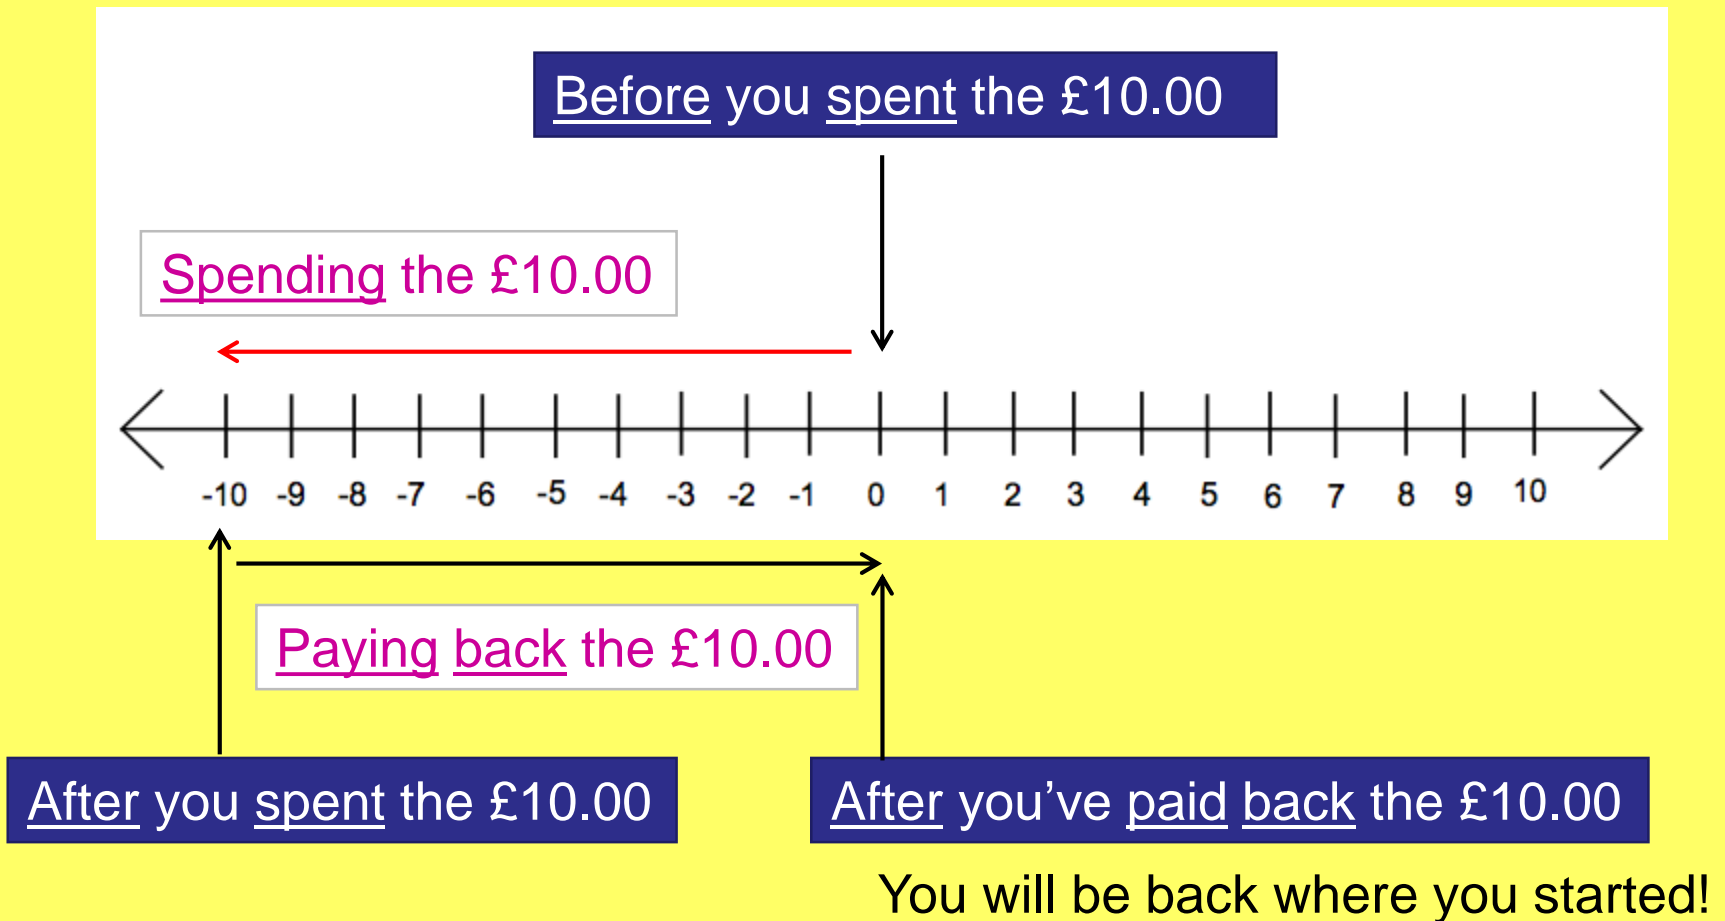 Before you spent the £10.00
Spending the £10.00
-10 -9 -8 -7 -6 -5 -4 -3 -2 -1 0 1 2 3 4 5 6 7 8 9 10
Paying back the £10.00
After you spent the £10.00
After you’ve paid back the £10.00
You will be back where you started!